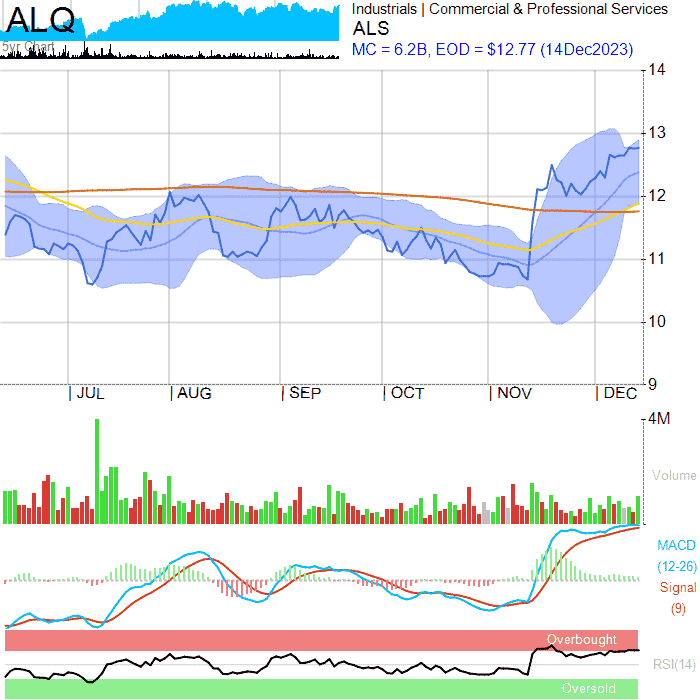 ALQ
5yr Chart
Industrials | Commercial & Professional Services
ALS
MC = 6.2B, EOD = $12.77 (14Dec2023)
14
13
12
11
10
9
| JUL | AUG | SEP | OCT | NOV | DEC
4M
Volume
MACD
(12-26)
Signal
(9)
Overbought
RSI(14)
Oversold